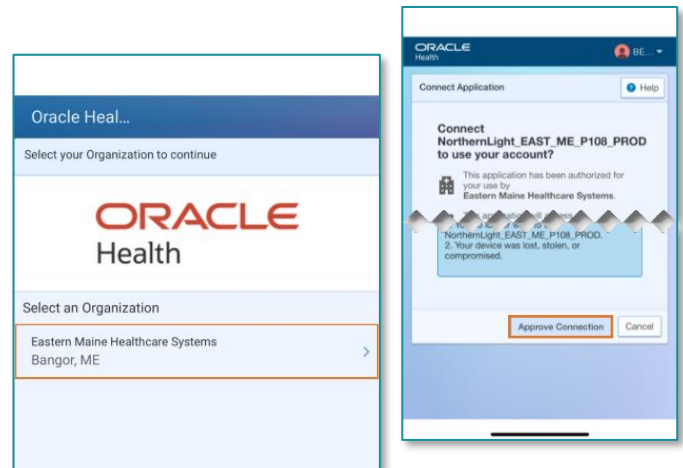 Oracle Heal...
Select your Organization to continue
ORACLE
Health
Select an Organization
Eastern Maine Healthcare Systems
Bangor, ME
ORACLE
Health
BE...
Connect Application
Help
Connect
NorthernLight_EAST_ME_P108_PROD
to use your account?
This application has been authorized for
your use by
Eastern Maine Healthcare Systems.
NorthernLight_EAST_ME_P108_PROD.
2. Your device was lost, stolen, or
compromised.
Approve Connection
Cancel